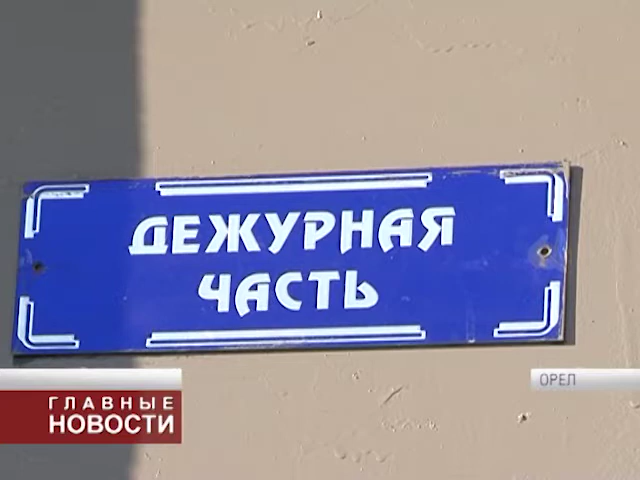 ДЕЖУРНАЯ
ЧАСТЬ
ОРЕЛ
ГЛАВНЫЕ
НОВОСТИ